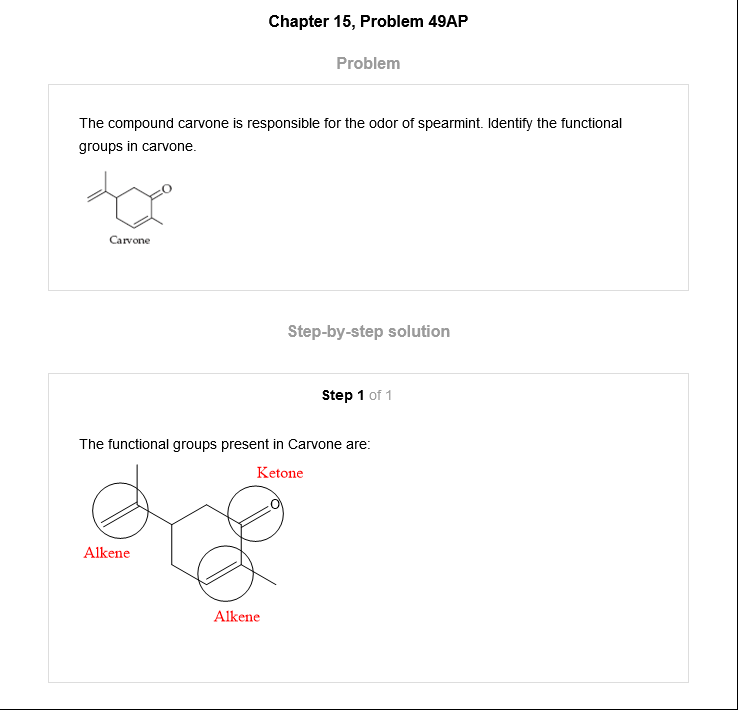 Chapter 15, Problem 49AP
Problem
The compound carvone is responsible for the odor of spearmint. Identify the functional
groups in carvone.
O
Carvone
Step-by-step solution
Step 1 of 1
The functional groups present in Carvone are:
Ketone
O
Alkene
Alkene